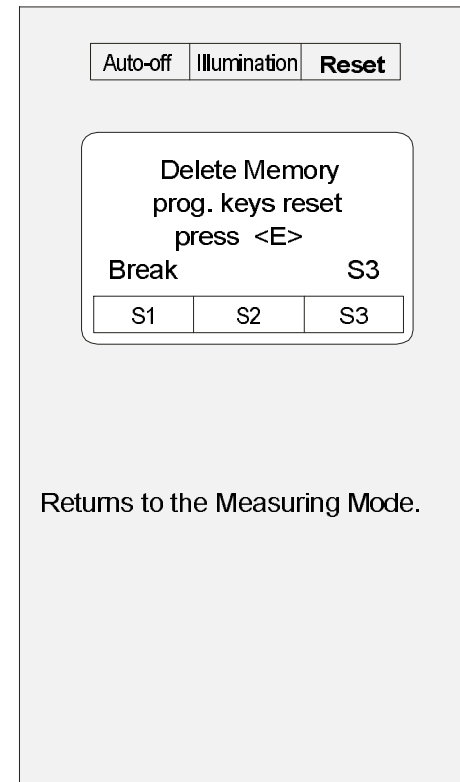 Auto-off Illumination Reset
Delete Memory
prog. keys reset
press <E>
Break S3
S1 S2 S3
Returns to the Measuring Mode.